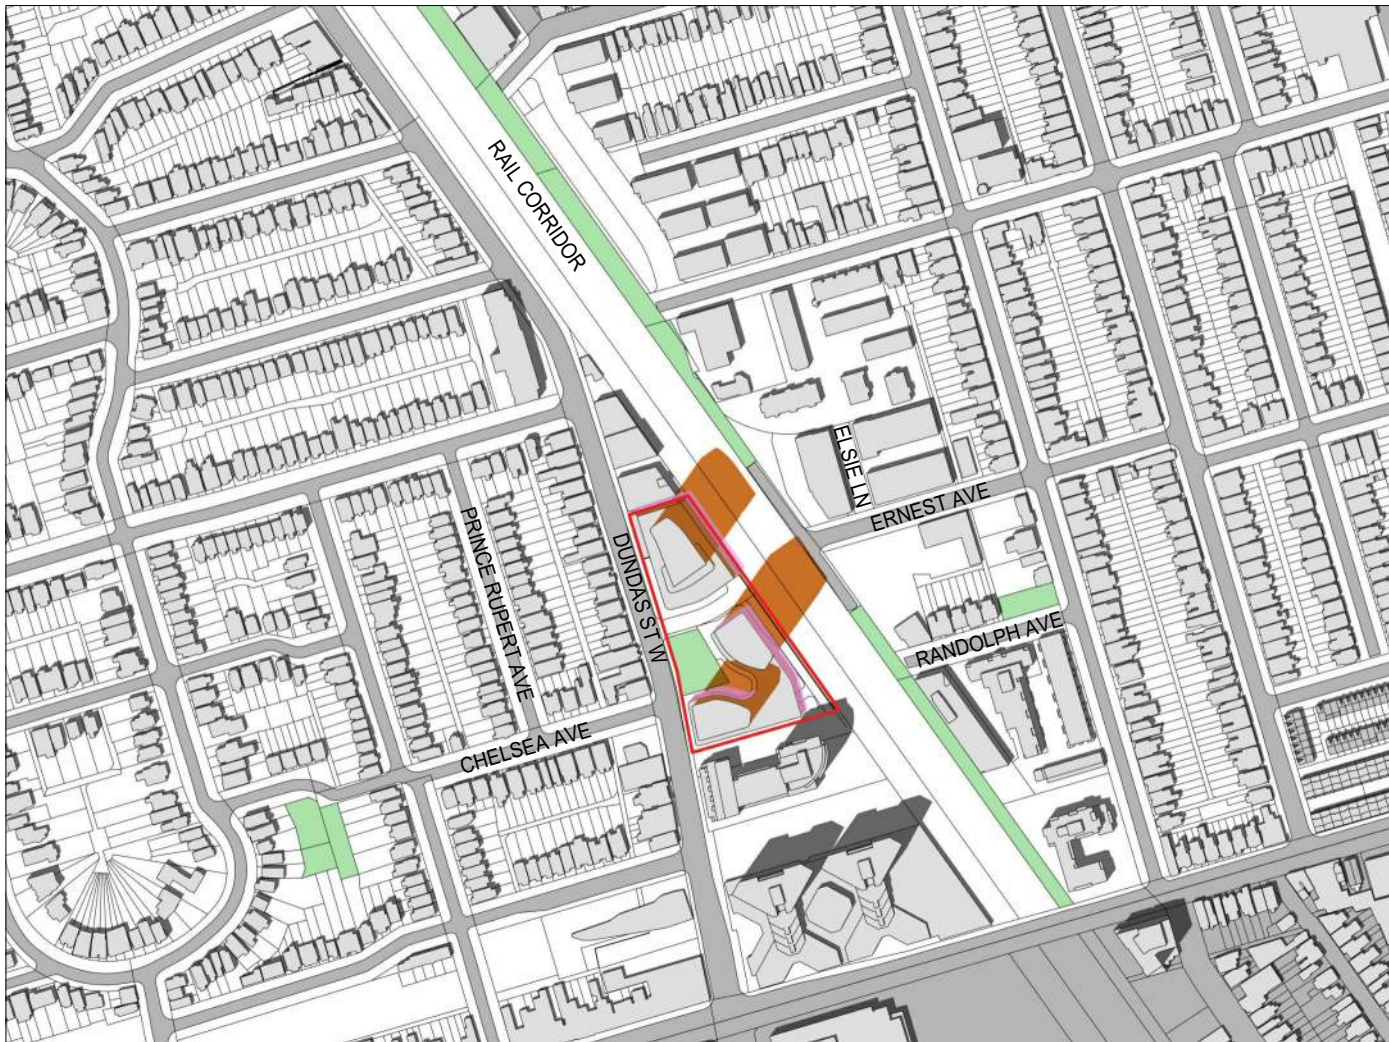 RAIL CORRIDOR
ELSIE LN
ERNEST AVE
PRINCE RUPERT AVE
DUNDAS ST W
RANDOLPH AVE
CHELSEA AVE